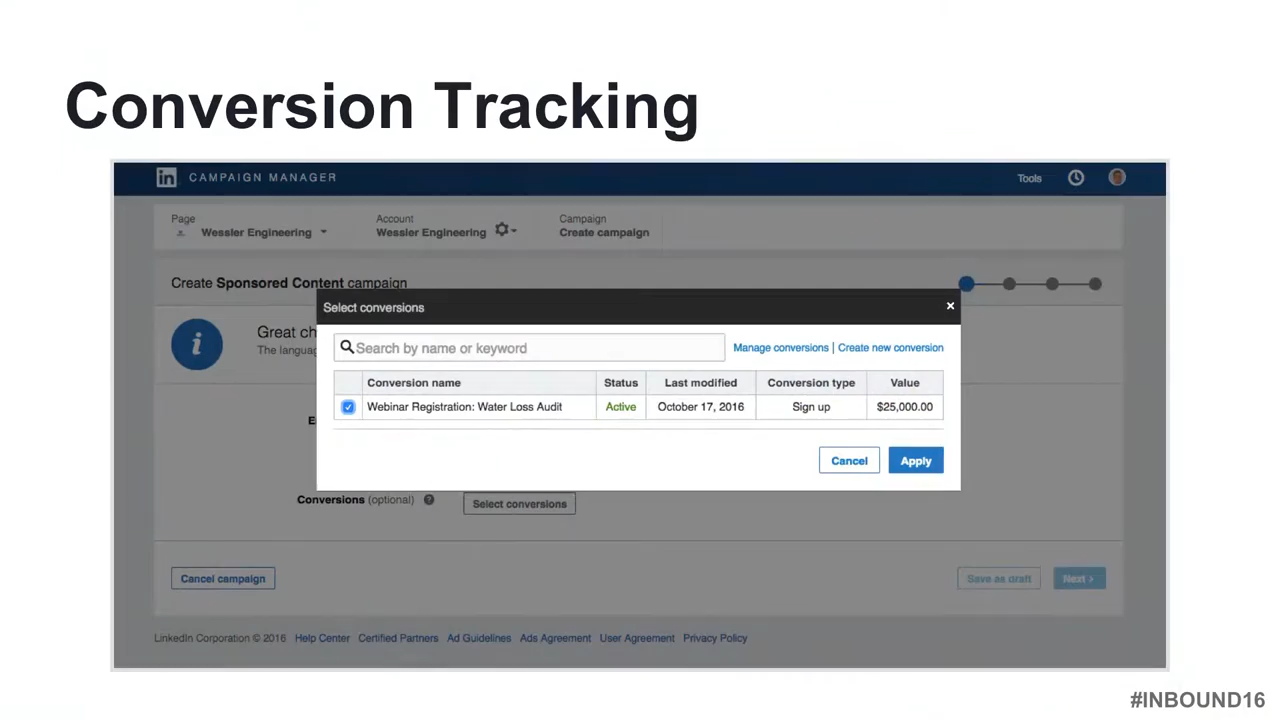 Conversion Tracking
in CAMPAIGN MANAGER Tools
Page Account Campaign
Wessler Engineering Wessler Engineering Create campaign
Create Sponsored Content campaign
Select conversions ×
i Great ch
The languag
Search by name or keyword Manage conversions | Create new conversion
Conversion name Status Last modified Conversion type Value
Webinar Registration: Water Loss Audit Active October 17, 2016 Sign up $25,000.00
E
Cancel Apply
Conversions (optional) ? Select conversions
Cancel campaign Save as draft Next >
LinkedIn Corporation © 2016 Help Center Certified Partners Ad Guidelines Ads Agreement User Agreement Privacy Policy
#INBOUND16